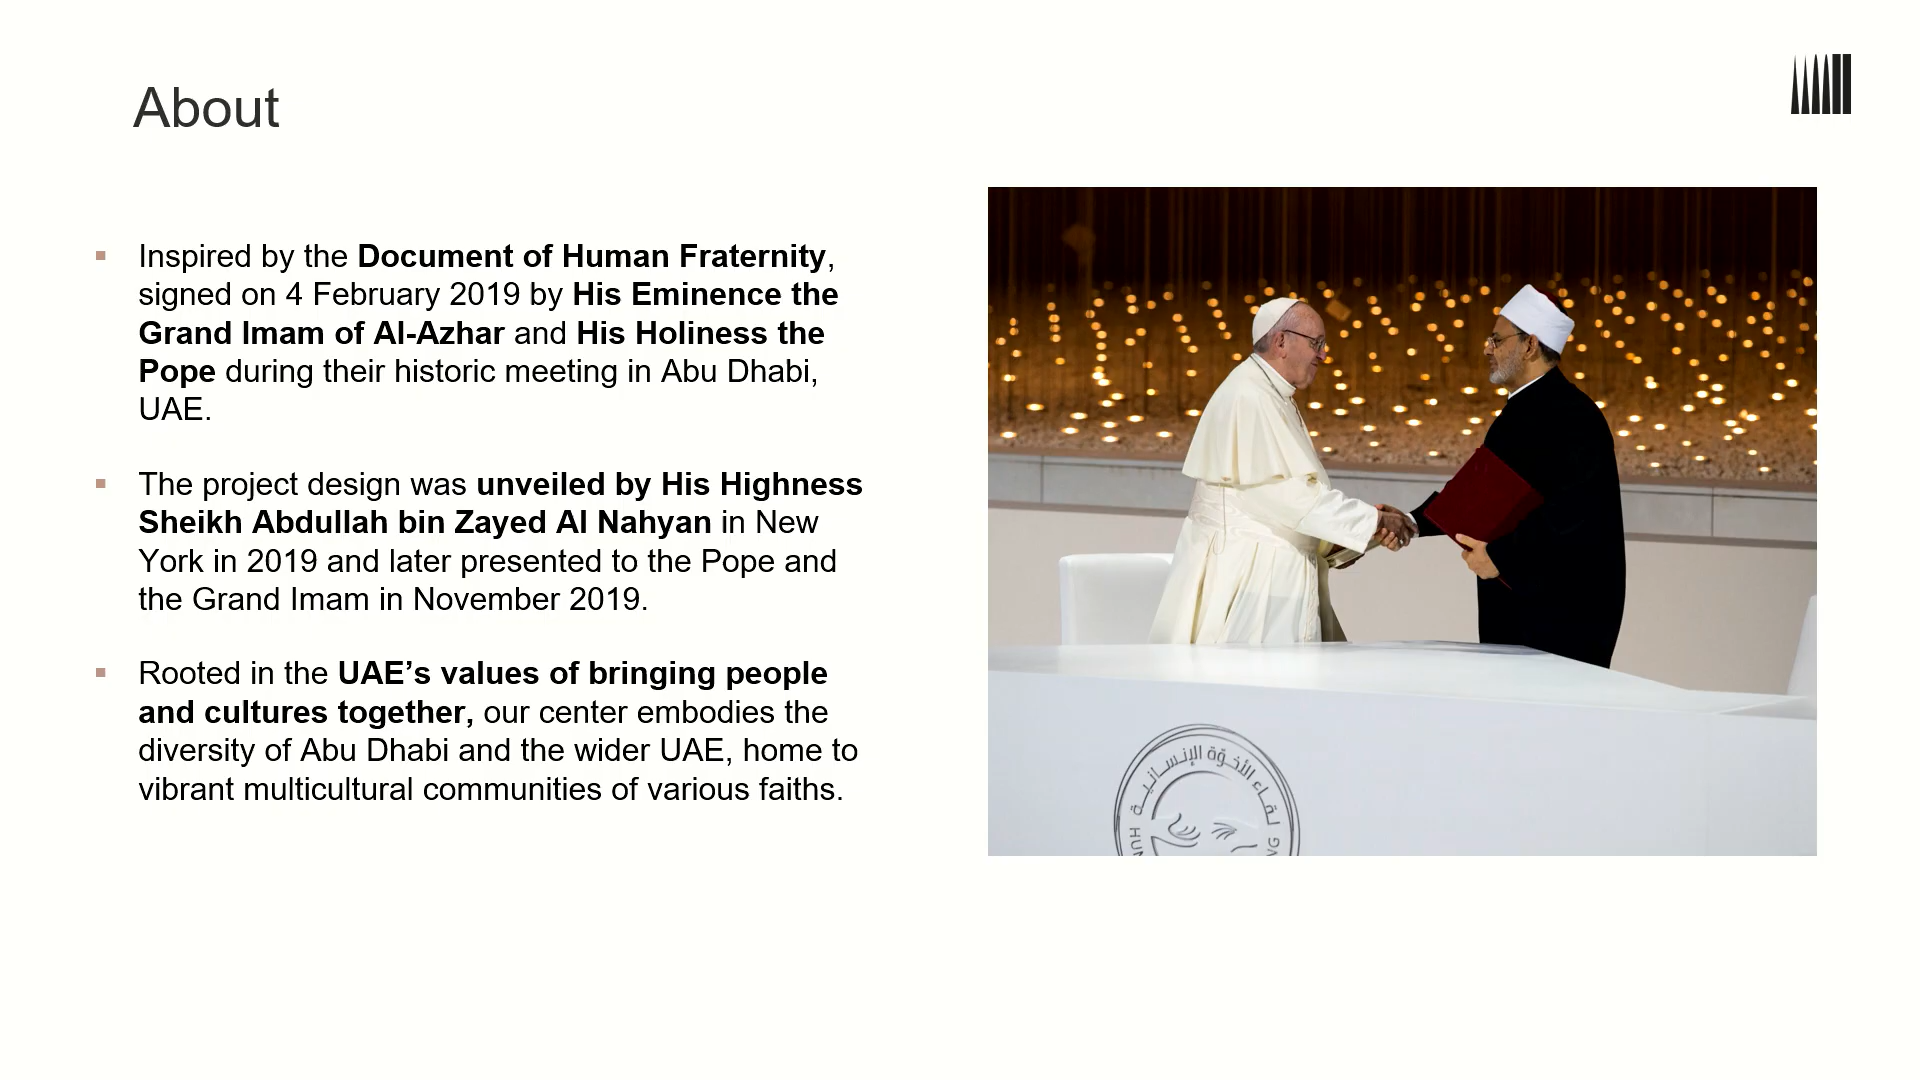 About
Inspired by the Document of Human Fraternity,
signed on 4 February 2019 by His Eminence the
Grand Imam of Al-Azhar and His Holiness the
Pope during their historic meeting in Abu Dhabi,
UAE.
The project design was unveiled by His Highness
Sheikh Abdullah bin Zayed Al Nahyan in New
York in 2019 and later presented to the Pope and
the Grand Imam in November 2019.
Rooted in the UAE’s values of bringing people
and cultures together, our center embodies the
diversity of Abu Dhabi and the wider UAE, home to
vibrant multicultural communities of various faiths.
لقاء الأخوة الإنسانية